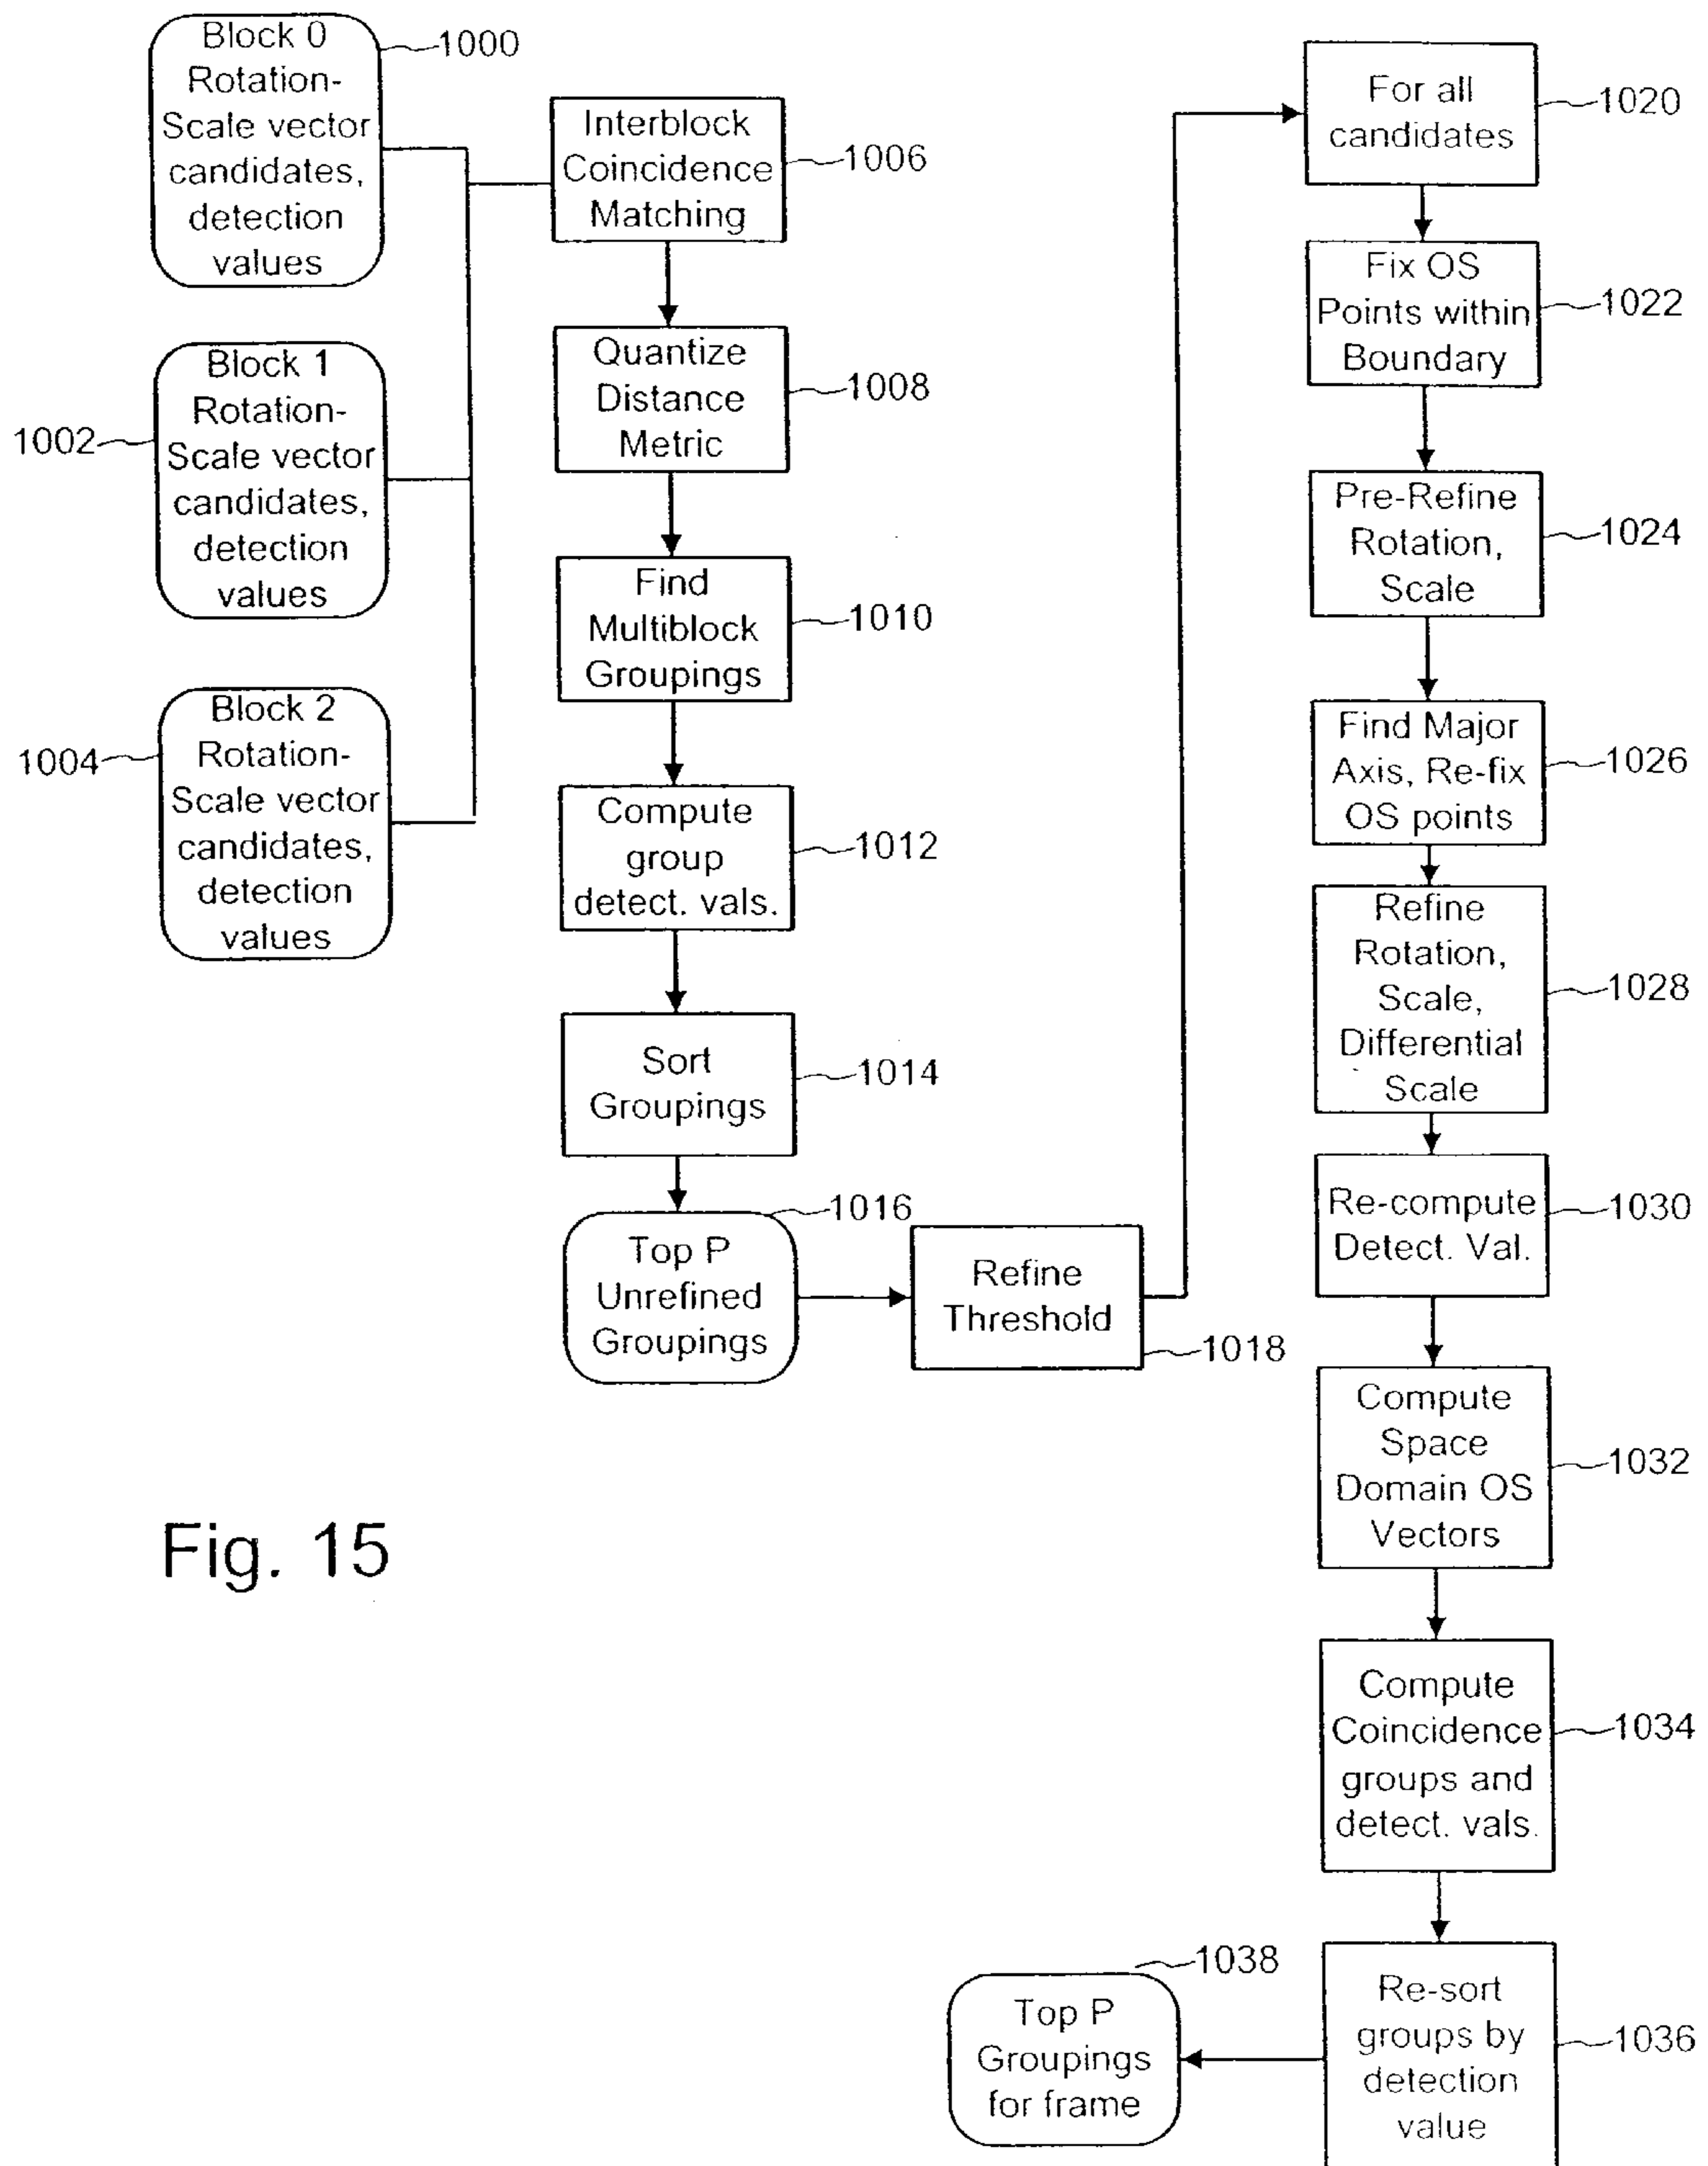 Block 0
Rotation-
Scale vector
candidates,
detection
values
1000
Block 1
Rotation-
Scale vector
candidates,
detection
values
1002
Block 2
Rotation-
Scale vector
candidates,
detection
values
1004
Interblock
Coincidence
Matching
1006
Quantize
Distance
Metric
1008
Find
Multiblock
Groupings
1010
Compute
group
detect. vals.
1012
Sort
Groupings
1014
Top P
Unrefined
Groupings
1016
Refine
Threshold
1018
For all
candidates
1020
Fix OS
Points within
Boundary
1022
Pre-Refine
Rotation,
Scale
1024
Find Major
Axis, Re-fix
OS points
1026
Refine
Rotation,
Scale,
Differential
Scale
1028
Re-compute
Detect. Val.
1030
Compute
Space
Domain OS
Vectors
1032
Compute
Coincidence
groups and
detect. vals.
1034
Re-sort
groups by
detection
value
1036
Top P
Groupings
for frame
1038
Fig. 15